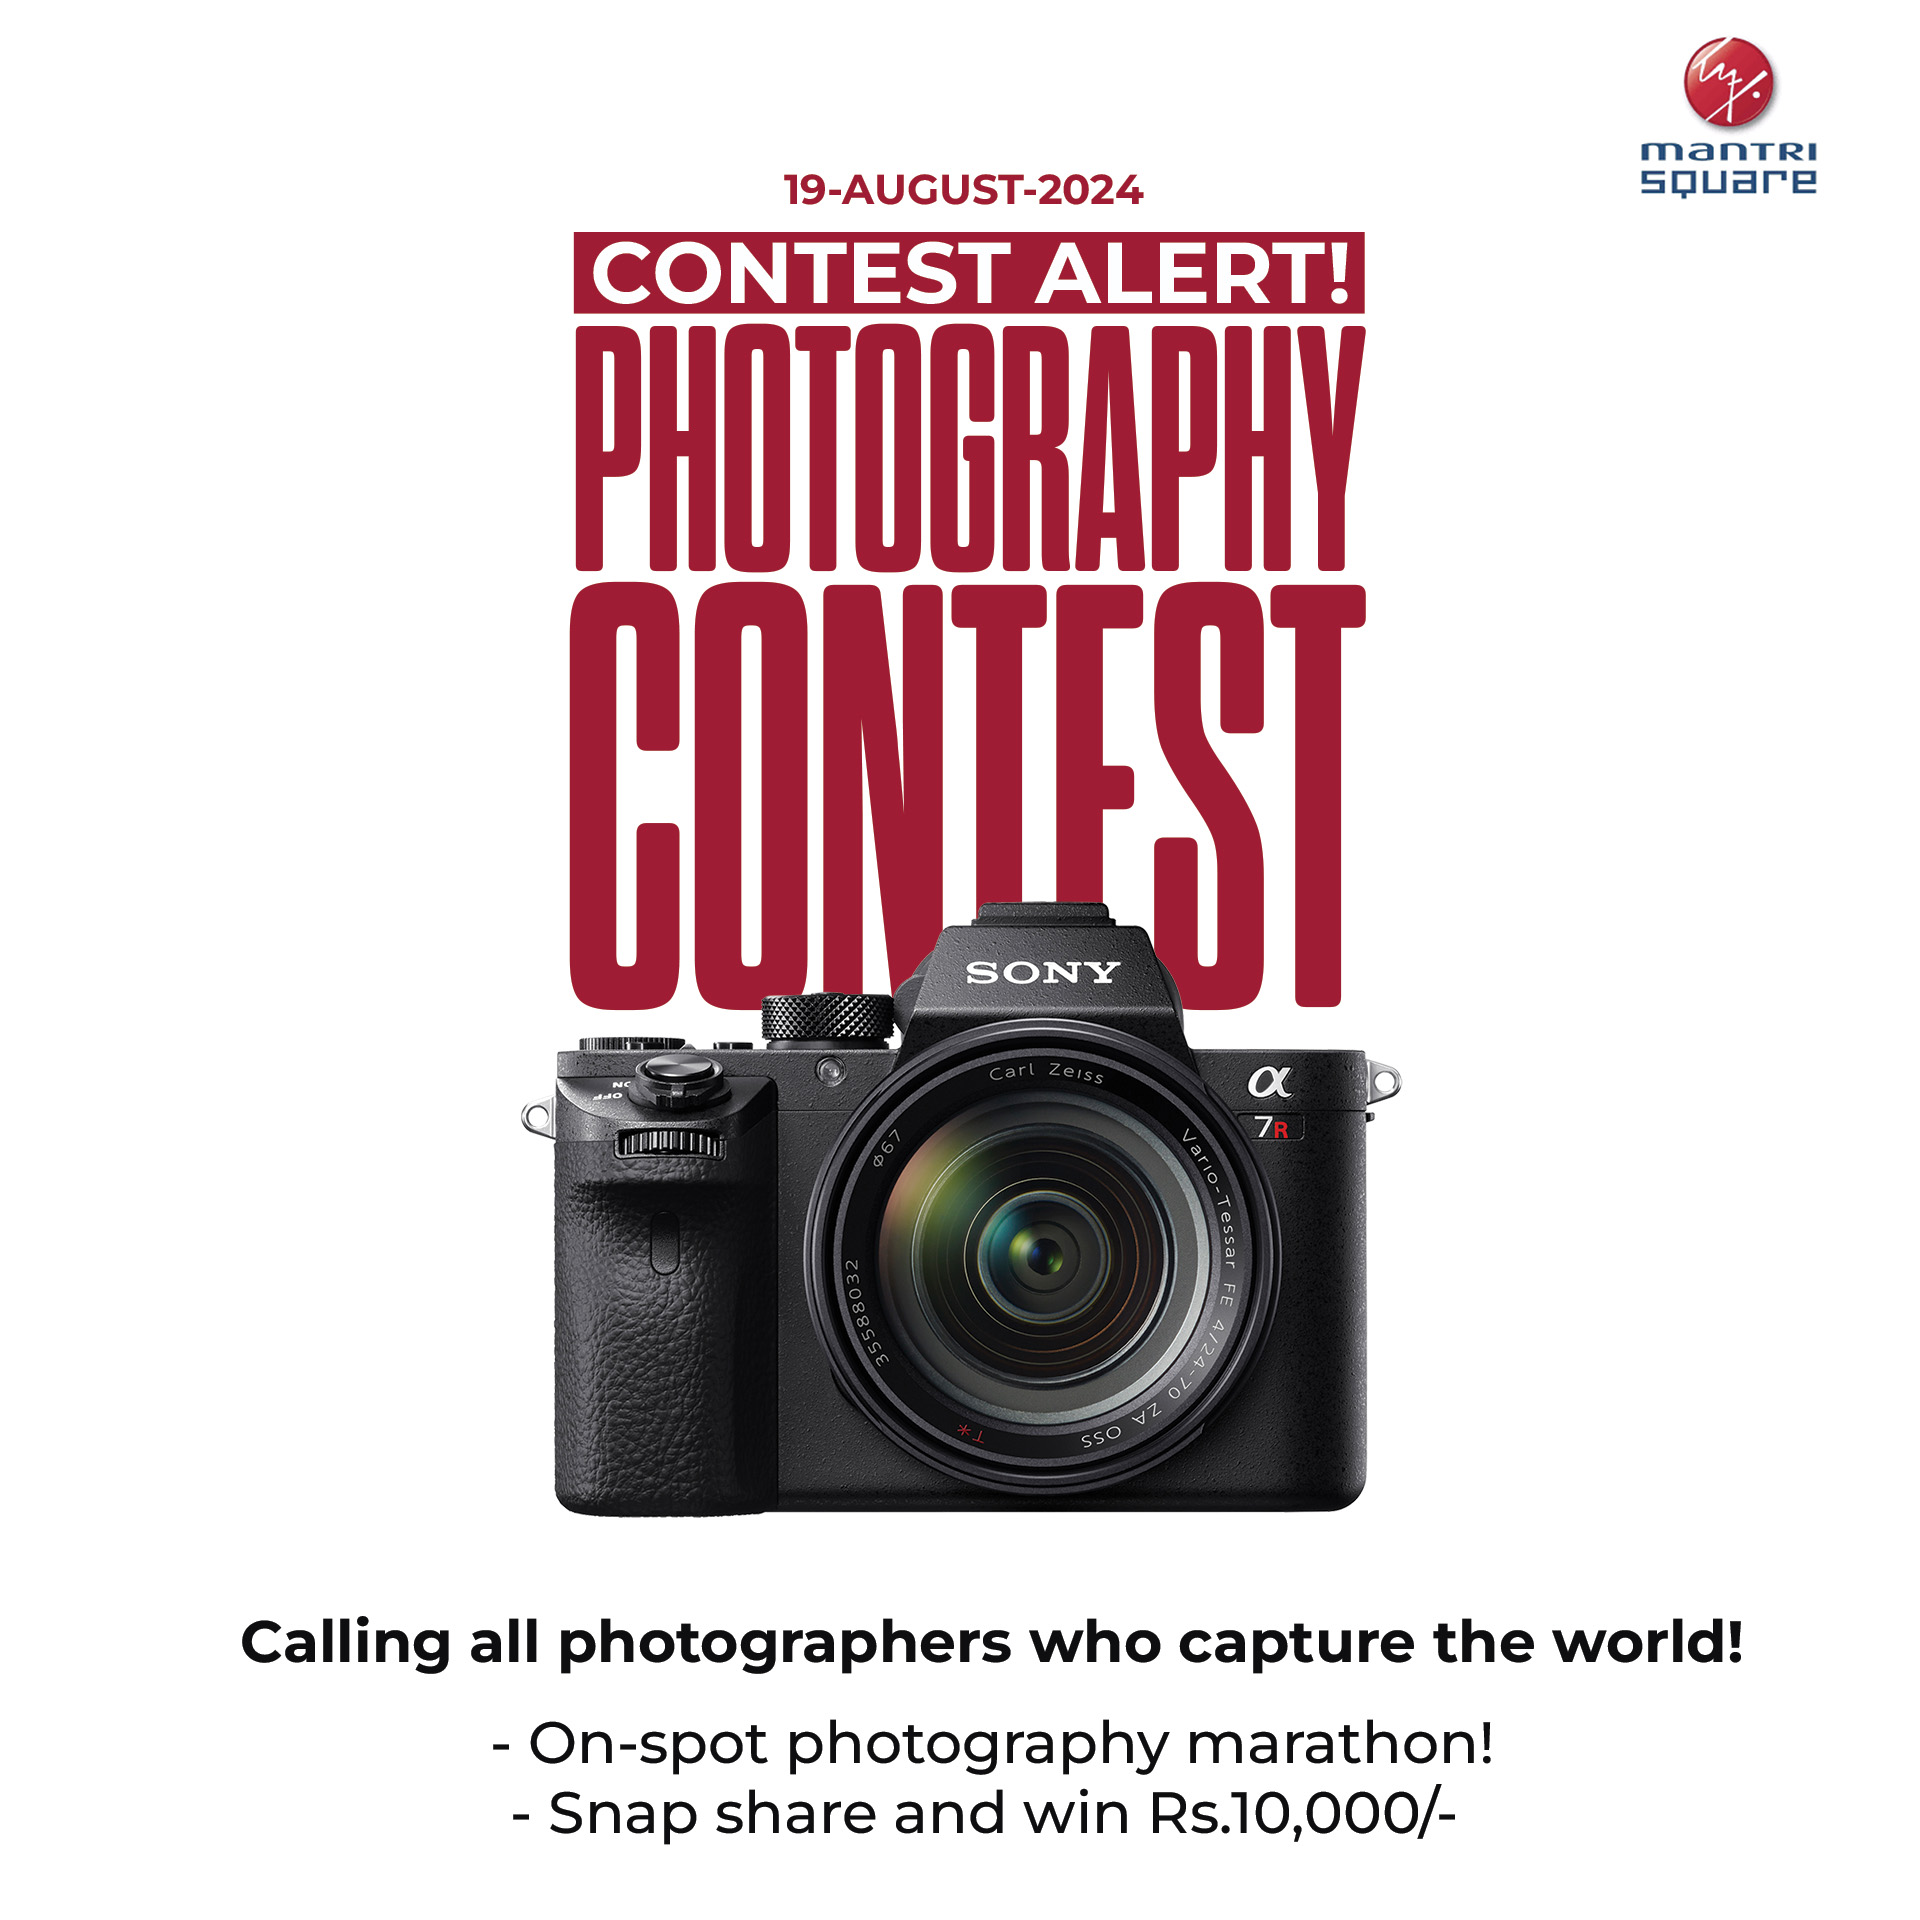 mantri
square
19-AUGUST-2024
CONTEST ALERT!
PHOTOGRAPHY
CONTEST
SONY
α
7R
ON
OFF
Carl Zeiss
Vario-Tessar FE 4/24-70 ZA OSS
T*
35588032
Φ67
Calling all photographers who capture the world!
- On-spot photography marathon!
- Snap share and win Rs.10,000/-